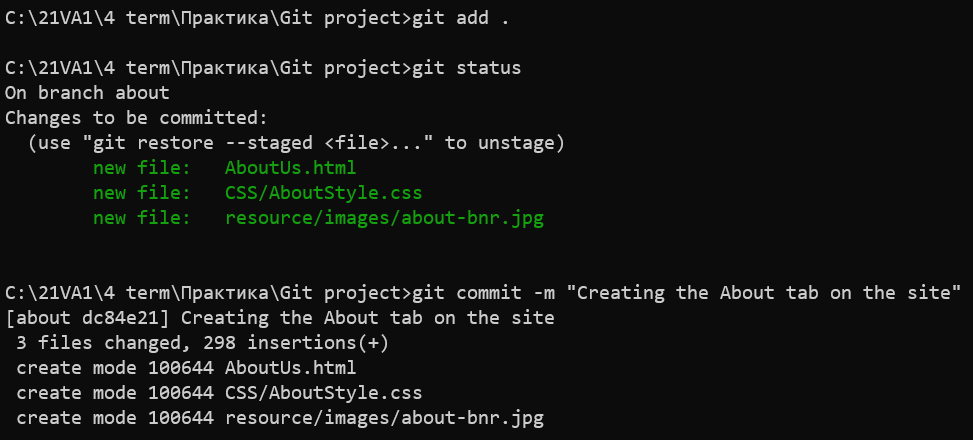 C:\21VA1\4 term\Практика\Git project>git add .
C:\21VA1\4 term\Практика\Git project>git status
On branch about
Changes to be committed:
  (use "git restore --staged <file>..." to unstage)
        new file:   AboutUs.html
        new file:   CSS/AboutStyle.css
        new file:   resource/images/about-bnr.jpg
C:\21VA1\4 term\Практика\Git project>git commit -m "Creating the About tab on the site"
[about dc84e21] Creating the About tab on the site
 3 files changed, 298 insertions(+)
 create mode 100644 AboutUs.html
 create mode 100644 CSS/AboutStyle.css
 create mode 100644 resource/images/about-bnr.jpg